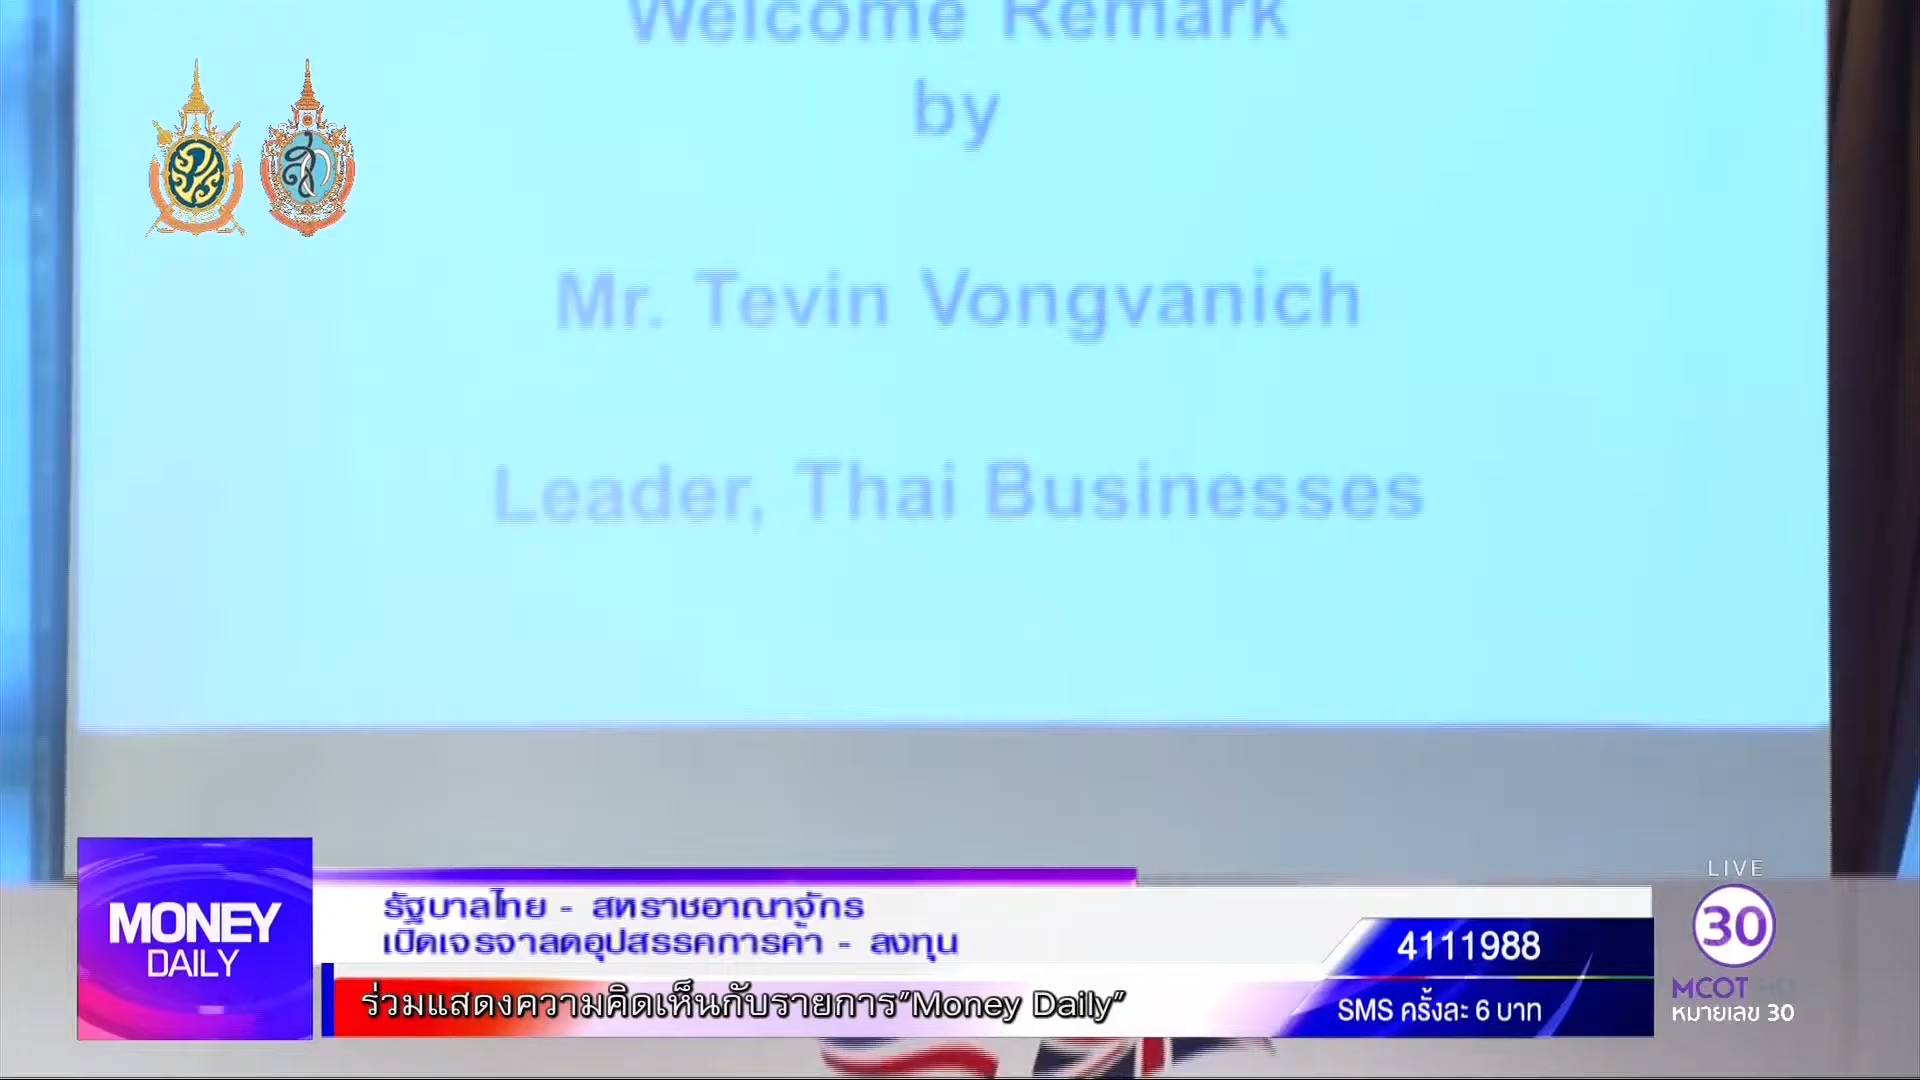 Welcome Remark
by
Mr. Tevin Vongvanich
Leader, Thai Businesses
MONEY
DAILY
รัฐบาลไทย - สหราชอาณาจักร
เปิดเจรจาลดอุปสรรคการค้า - ลงทุน
ร่วมแสดงความคิดเห็นกับรายการ"Money Daily"
4111988
SMS ครั้งละ 6 บาท
LIVE
30
MCOT HD
หมายเลข 30